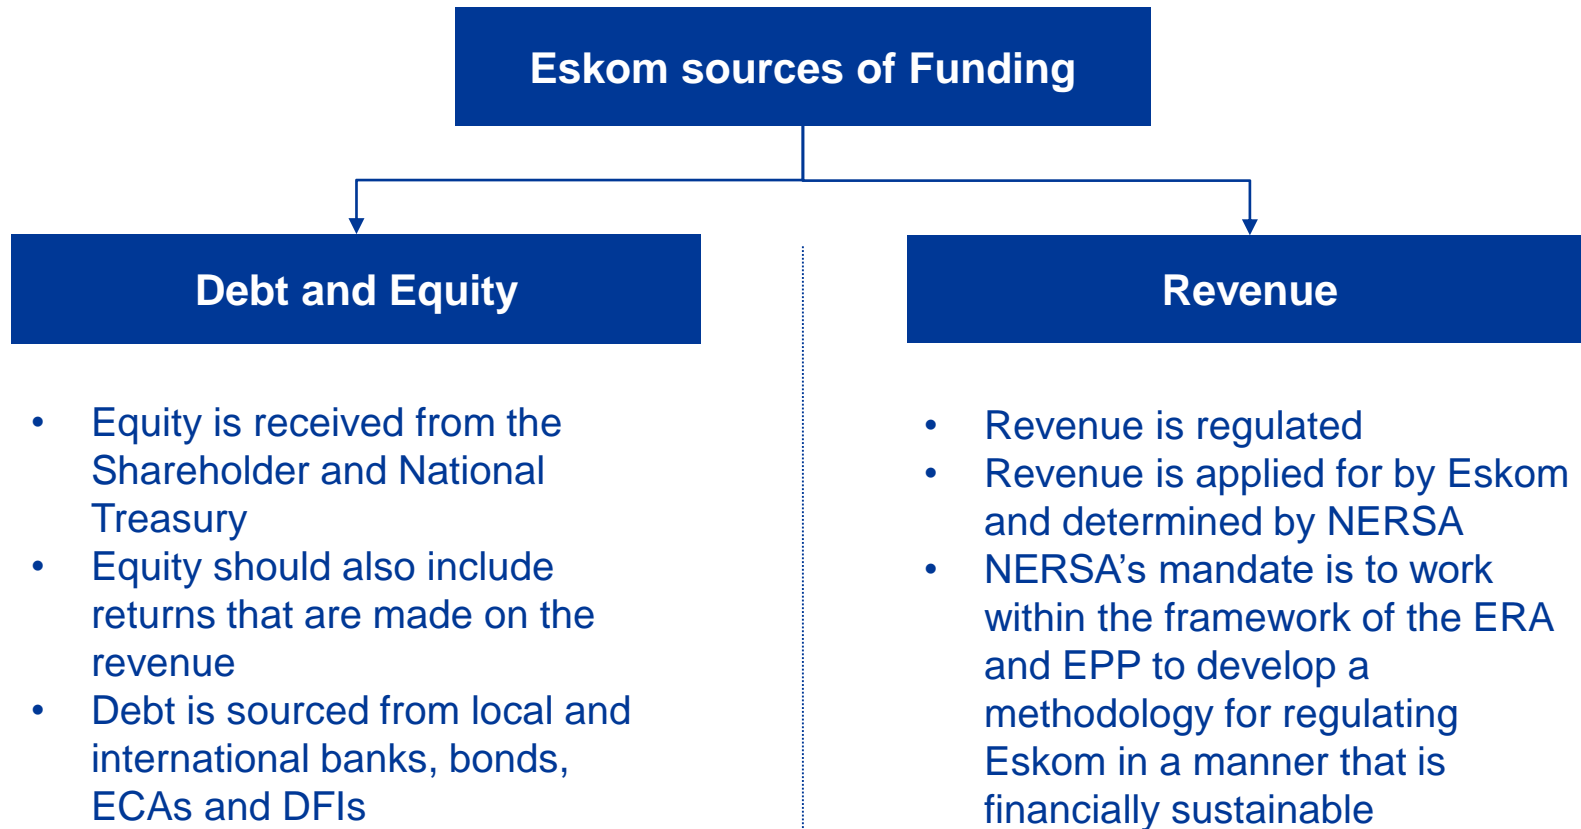 Eskom sources of Funding
Debt and Equity
• Equity is received from the
Shareholder and National
Treasury
• Equity should also include
returns that are made on the
revenue
• Debt is sourced from local and
international banks, bonds,
ECAs and DFIs
Revenue
• Revenue is regulated
• Revenue is applied for by Eskom
and determined by NERSA
• NERSA’s mandate is to work
within the framework of the ERA
and EPP to develop a
methodology for regulating
Eskom in a manner that is
financially sustainable